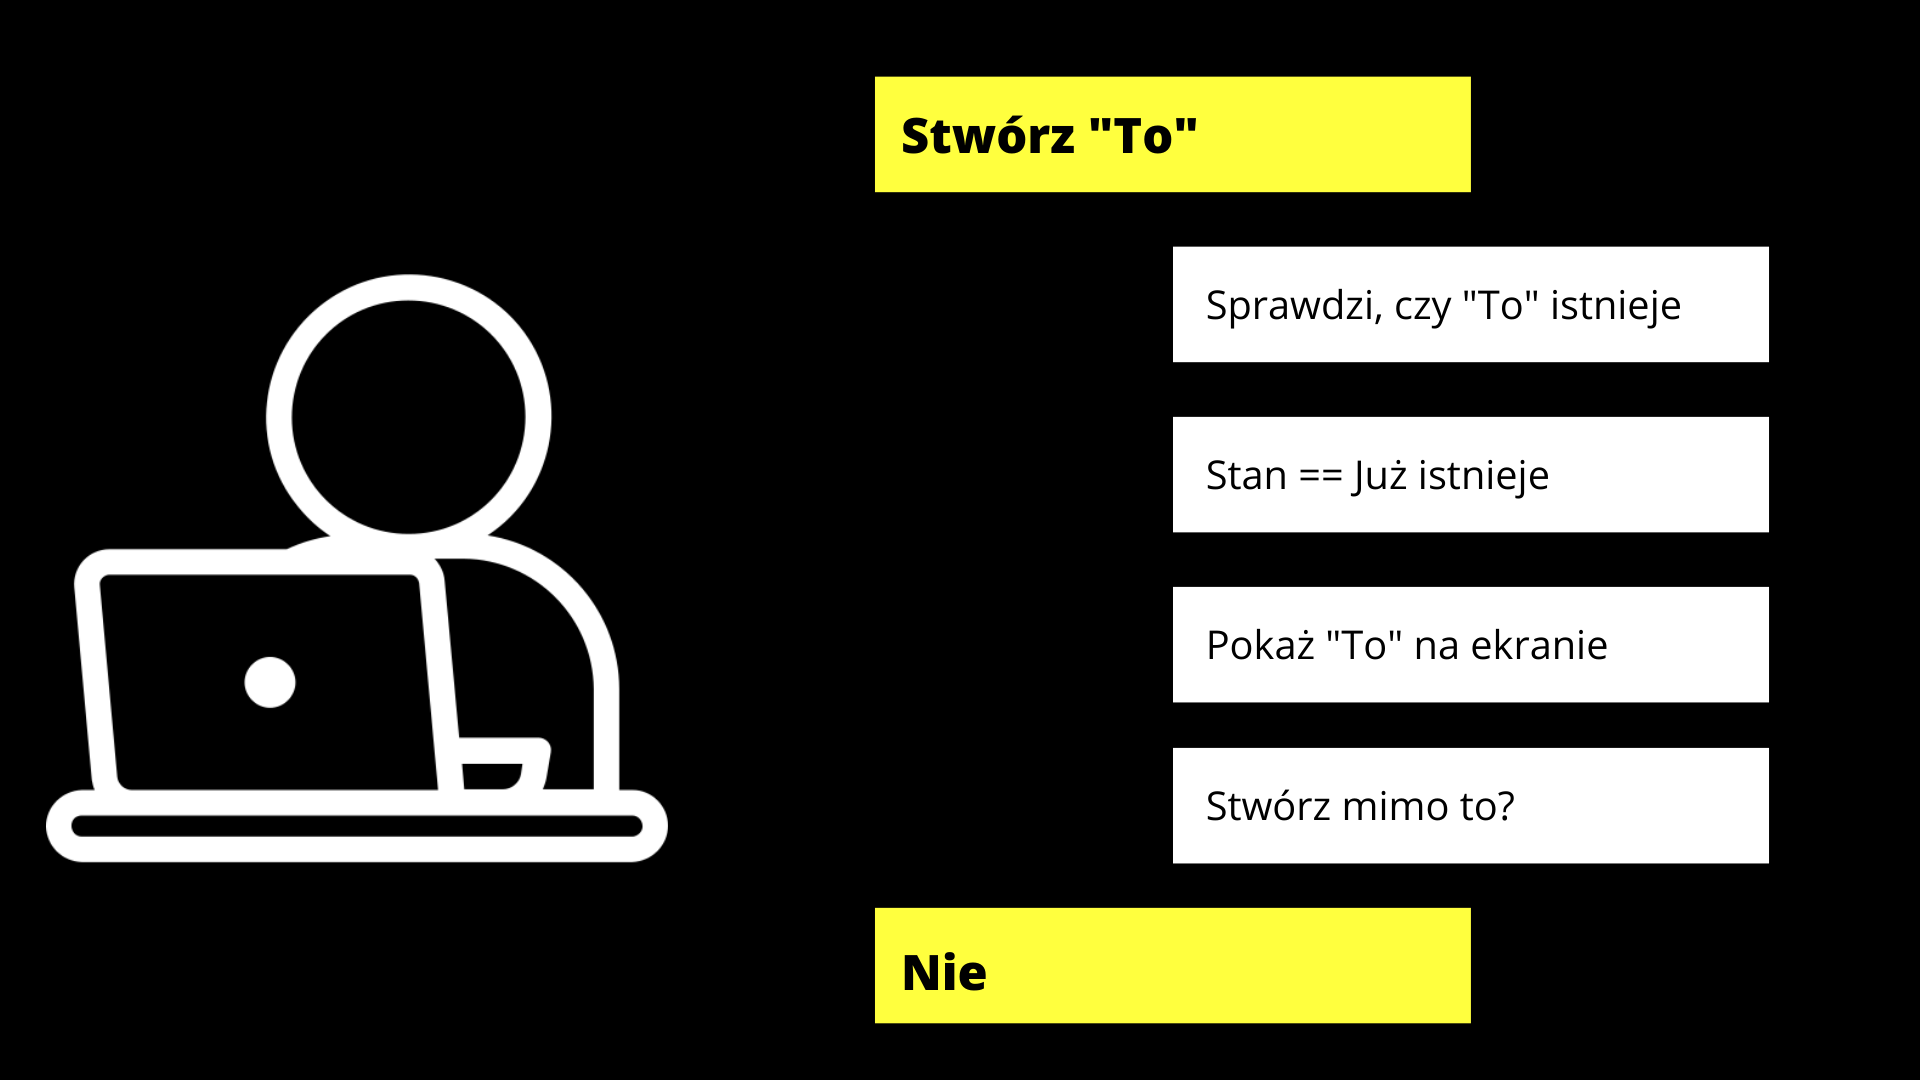 Stwórz "To"
Sprawdzi, czy "To" istnieje
Stan == Już istnieje
Pokaż "To" na ekranie
Stwórz mimo to?
Nie